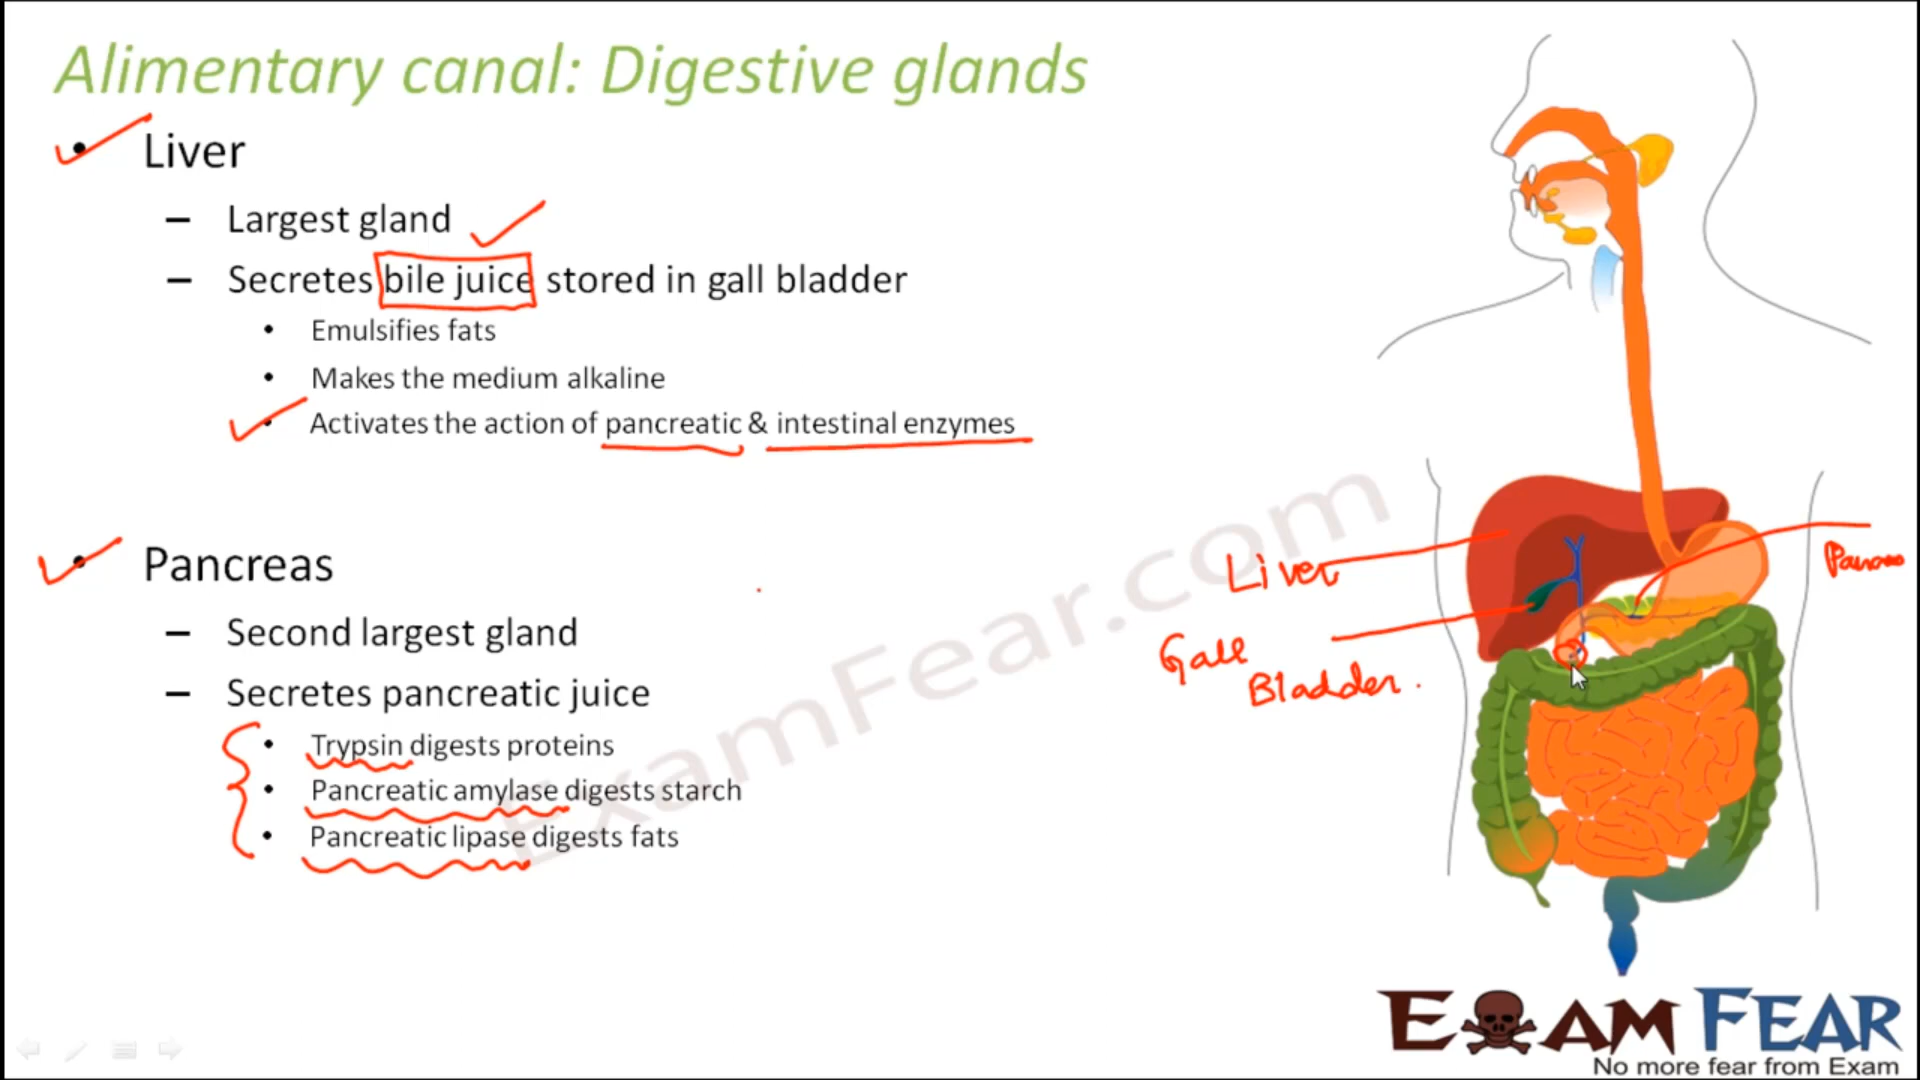 Alimentary canal: Digestive glands
• Liver
– Largest gland
– Secretes bile juice stored in gall bladder
• Emulsifies fats
• Makes the medium alkaline
• Activates the action of pancreatic & intestinal enzymes
• Pancreas
– Second largest gland
– Secretes pancreatic juice
• Trypsin digests proteins
• Pancreatic amylase digests starch
• Pancreatic lipase digests fats
Liver
Gall
Bladder.
ExamFear.com
EXAM FEAR
No more fear from Exam